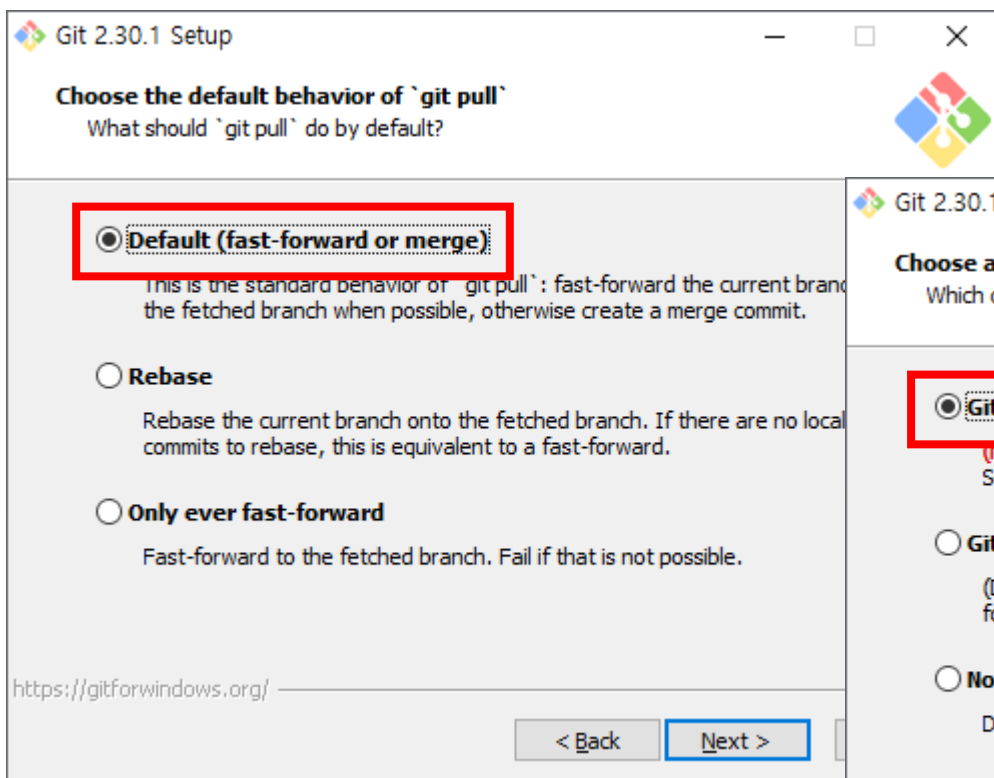 Git 2.30.1 Setup
Choose the default behavior of `git pull`
What should `git pull` do by default?
Default (fast-forward or merge)
This is the standard behavior of `git pull`: fast-forward the current
the fetched branch when possible, otherwise create a merge commit.
Rebase
Rebase the current branch onto the fetched branch. If there are no local
commits to rebase, this is equivalent to a fast-forward.
Only ever fast-forward
Fast-forward to the fetched branch. Fail if that is not possible.
https://gitforwindows.org/
< Back
Next >
Git 2.30.1
Choose a
Which
Git
Git
No